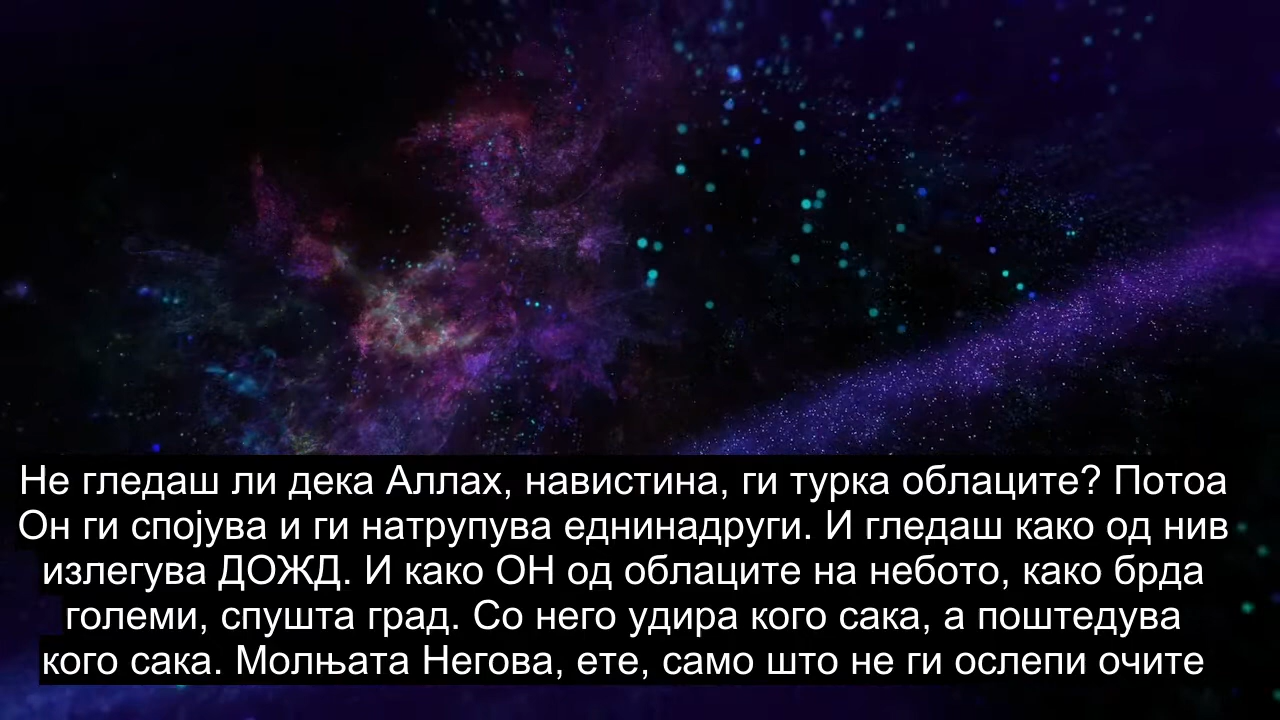 Не гледаш ли дека Аллах, навистина, ги турка облаците? Потоа
Он ги спојува и ги натрупува еднинадруги. И гледаш како од нив
излегува ДОЖД. И како ОН од облаците на небото, како брда
големи, спушта град. Со него удира кого сака, а поштедува
кого сака. Молњата Негова, ете, само што не ги ослепи очите